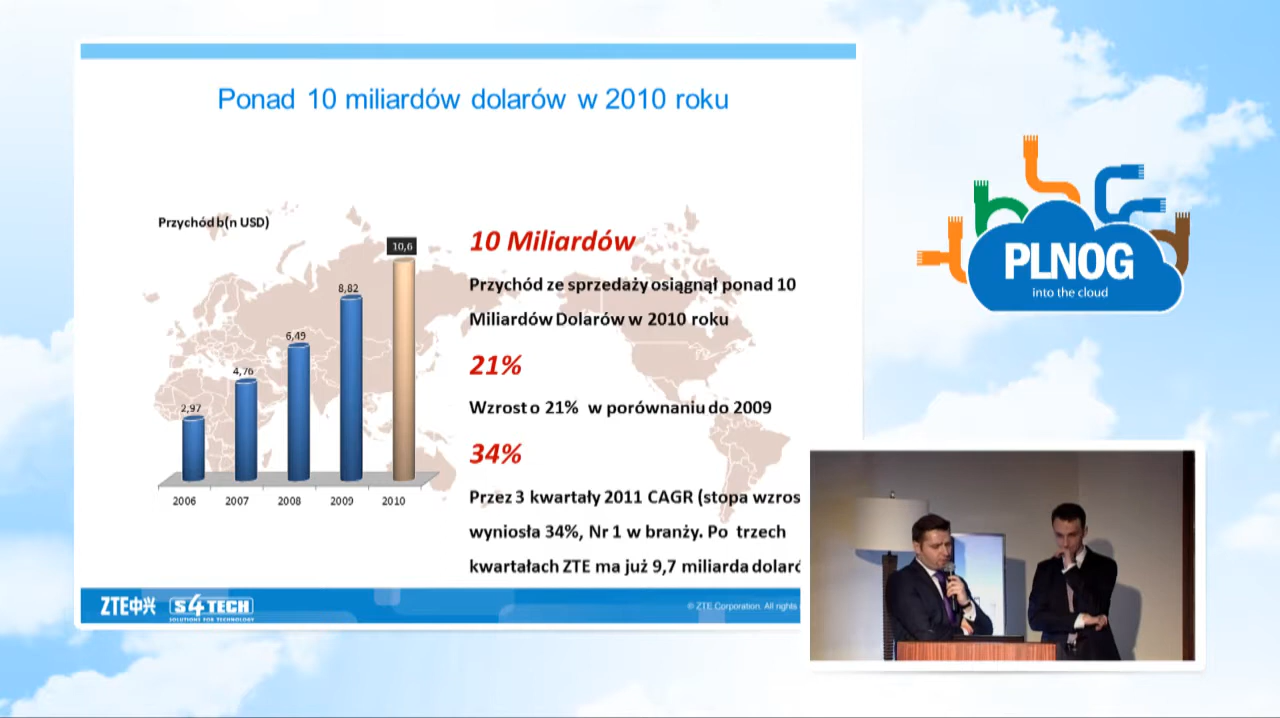 Ponad 10 miliardów dolarów w 2010 roku
Przychód b(n USD)
10,6
8,82
6,49
4,76
2,97
2006 2007 2008 2009 2010
10 Miliardów
Przychód ze sprzedaży osiągnął ponad 10
Miliardów Dolarów w 2010 roku
21%
Wzrost o 21% w porównaniu do 2009
34%
Przez 3 kwartały 2011 CAGR (stopa wzros
wyniosła 34%, Nr 1 w branży. Po trzech
kwartałach ZTE ma już 9,7 miliarda dolaró
ZTE中兴
S4TECH
SOLUTIONS FOR TECHNOLOGY
© ZTE Corporation. All rights
PLNOG
into the cloud